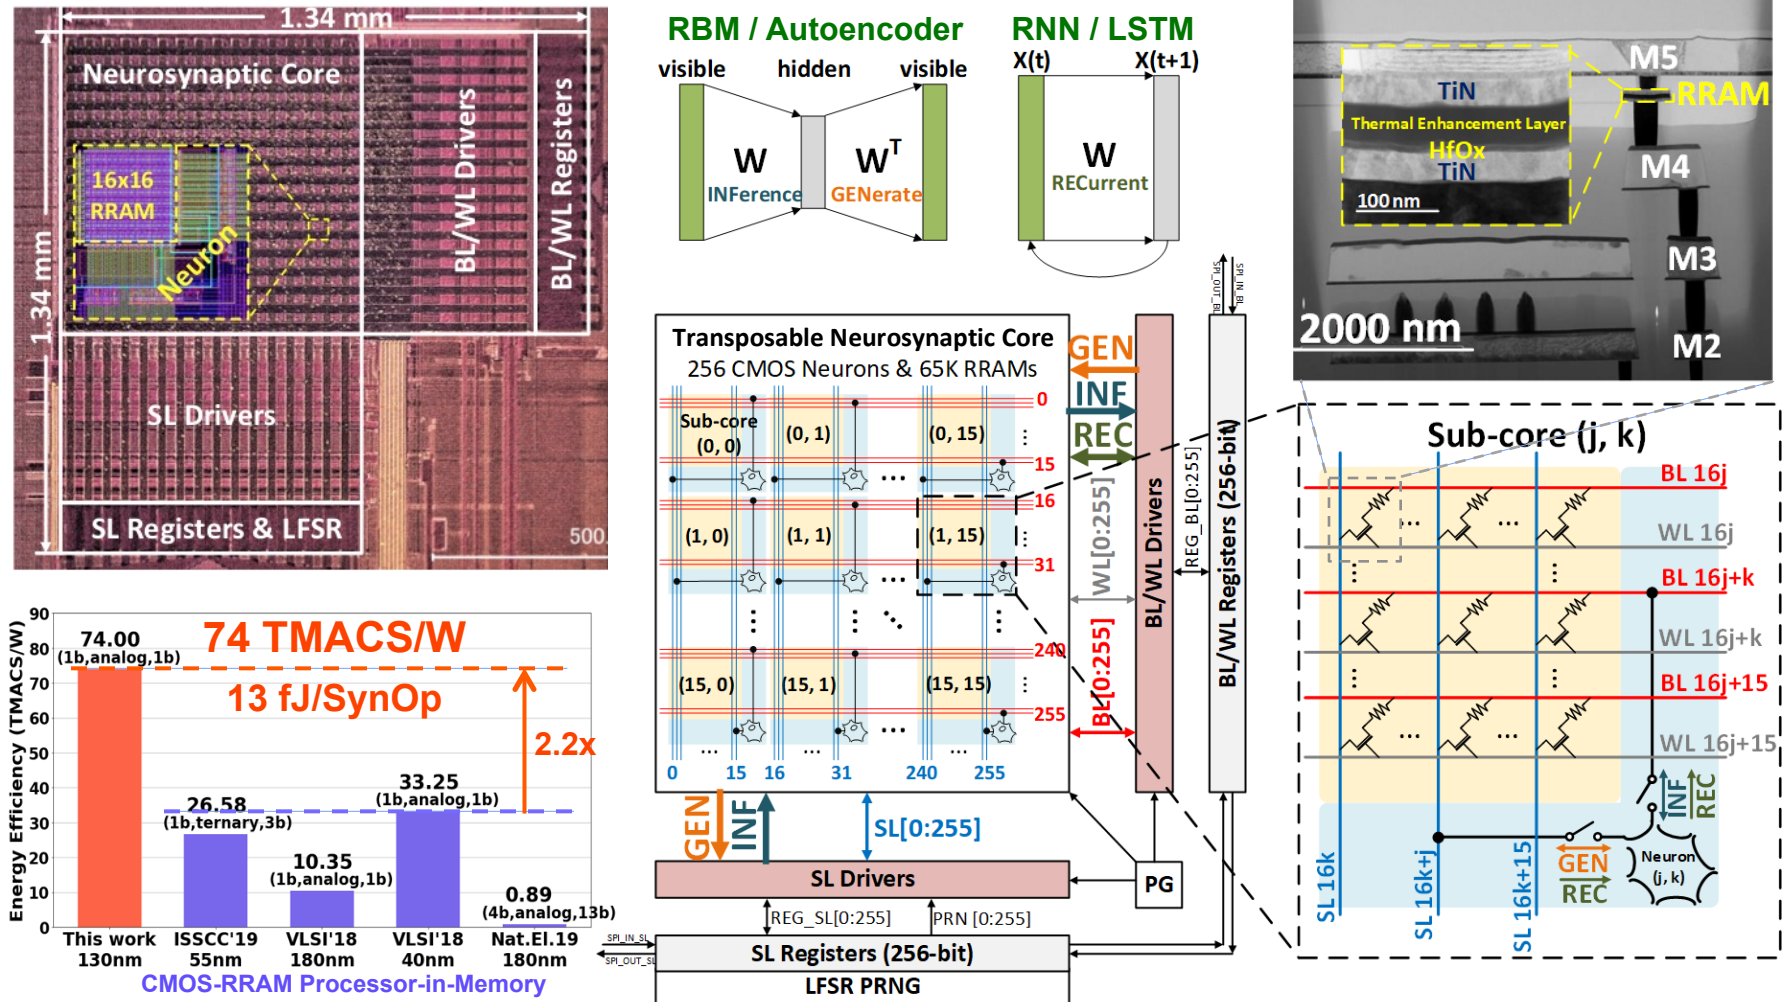 1.34 mm
1.34 mm
Neurosynaptic Core
16x16
RRAM
Neuron
BL/WL Drivers
BL/WL Registers
SL Drivers
SL Registers & LFSR
500
RBM / Autoencoder
visible
hidden
visible
W
INFerence
W^T
GENerate
RNN / LSTM
X(t)
X(t+1)
W
RECurrent
TiN
Thermal Enhancement Layer
HfOx
TiN
100 nm
2000 nm
M5
RRAM
M4
M3
M2
Transposable Neurosynaptic Core
256 CMOS Neurons & 65K RRAMs
Sub-core
(0, 0)
(0, 1)
(0, 15)
...
0
15
...
(1, 0)
(1, 1)
(1, 15)
...
16
31
(15, 0)
(15, 1)
(15, 15)
...
240
255
...
...
...
0
15
16
31
240
255
GEN
INF
REC
WL[0:255]
BL[0:255]
BL/WL Drivers
REG_BL[0:255]
BL/WL Registers (256-bit)
SPI_OUT_BL
SPI_IN_BL
GEN
INF
SL[0:255]
SL Drivers
PG
REG_SL[0:255]
PRN [0:255]
SPI_IN_SL
SPI_OUT_SL
SL Registers (256-bit)
LFSR PRNG
Sub-core (j, k)
BL 16j
WL 16j
BL 16j+k
WL 16j+k
BL 16j+15
WL 16j+15
SL 16k
SL 16k+j
SL 16k+15
INF
REC
GEN
REC
Neuron
(j, k)
Energy Efficiency (TMACS/W)
90
80
70
60
50
40
30
20
10
0
74 TMACS/W
13 fJ/SynOp
2.2x
74.00
(1b,analog,1b)
26.58
(1b,ternary,3b)
10.35
(1b,analog,1b)
33.25
(1b,analog,1b)
0.89
(4b,analog,13b)
This work
130nm
ISSCC'19
55nm
VLSI'18
180nm
VLSI'18
40nm
Nat.El.19
180nm
CMOS-RRAM Processor-in-Memory